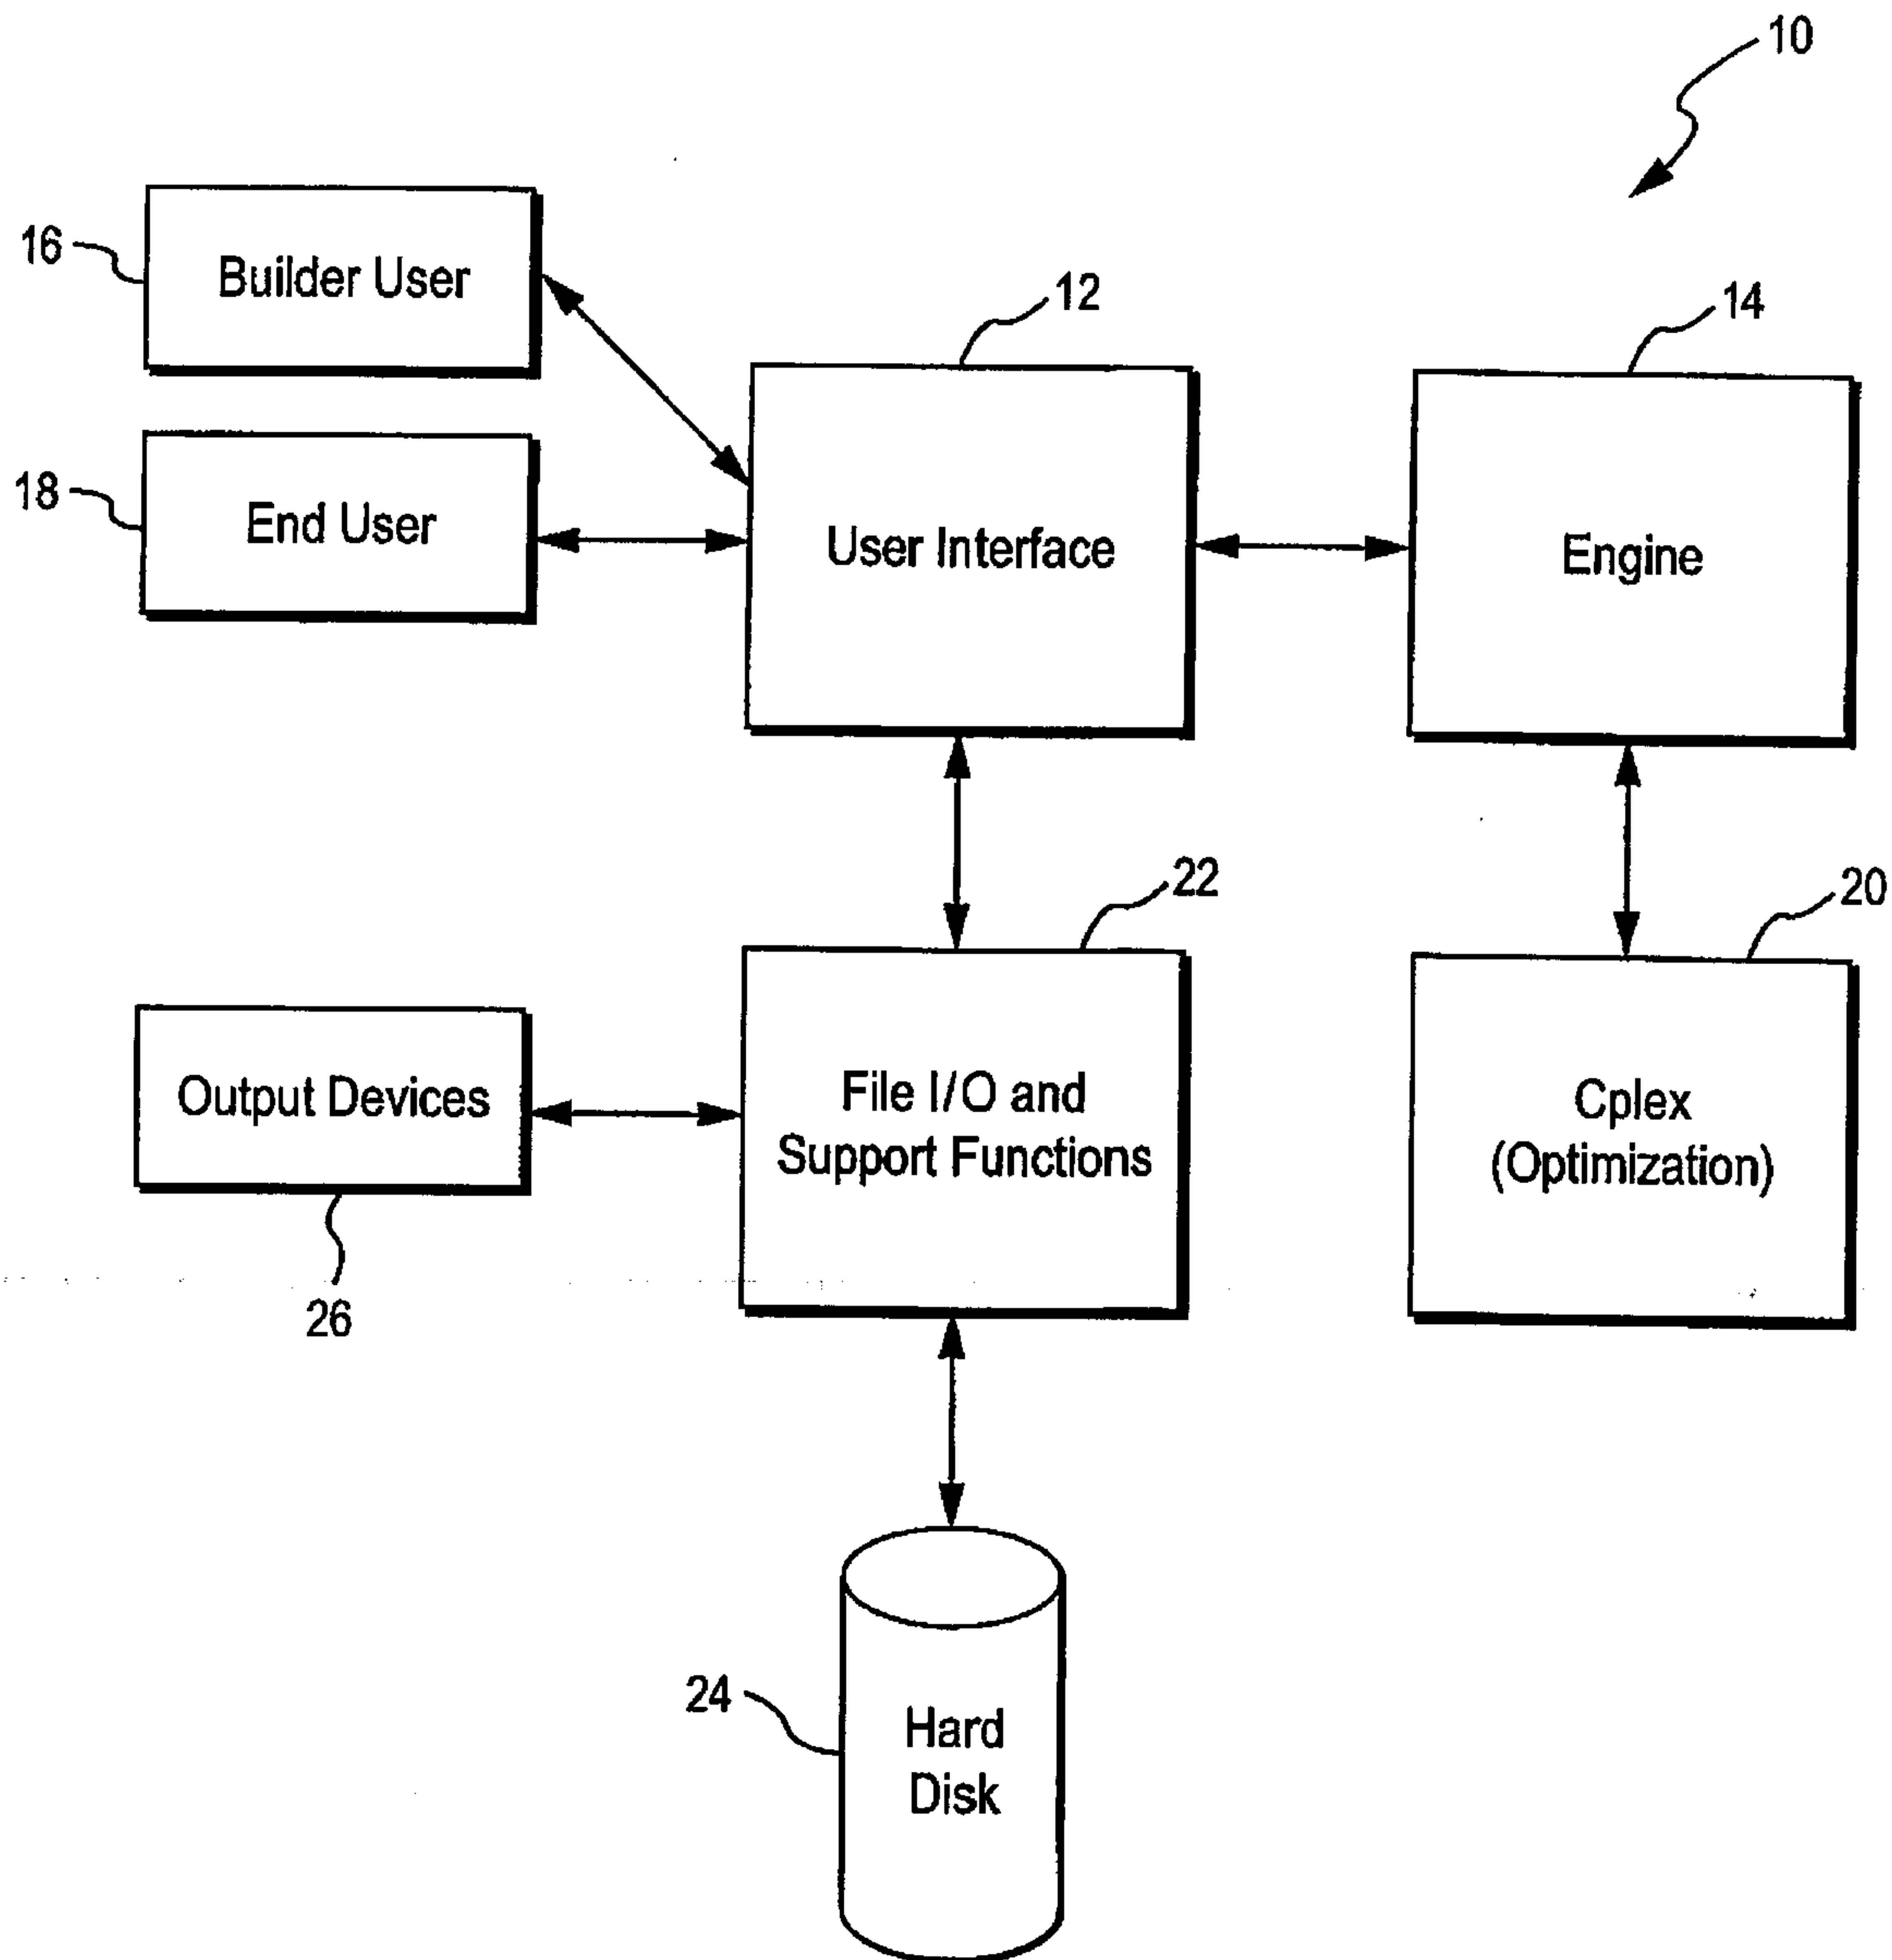 10
16
Builder User
12
14
18
End User
User Interface
Engine
22
20
Output Devices
File I/O and
Support Functions
Cplex
(Optimization)
26
24
Hard
Disk